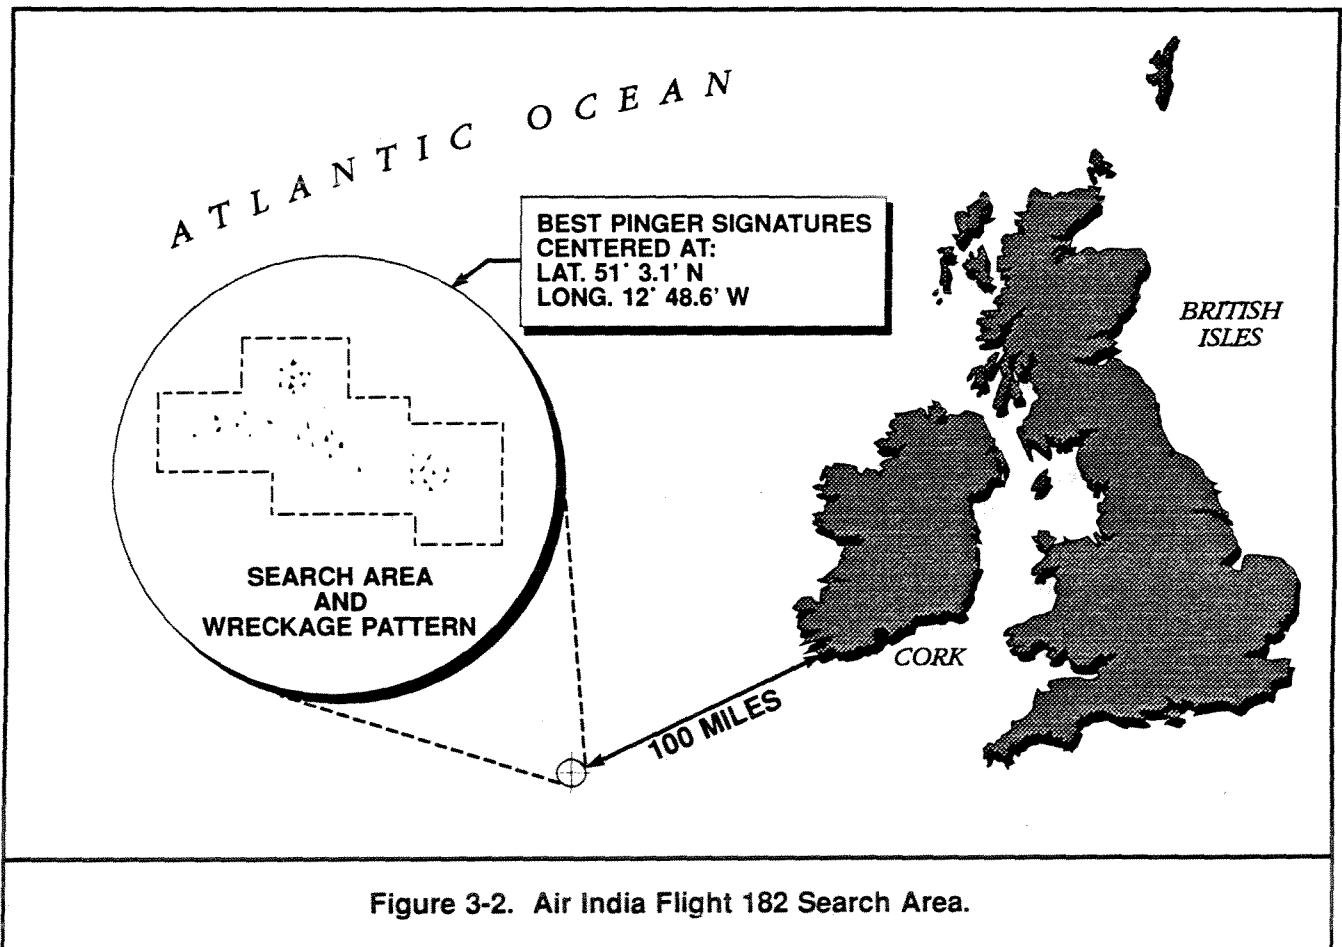 ATLANTIC OCEAN
BEST PINGER SIGNATURES
CENTERED AT:
LAT. 51° 3.1' N
LONG. 12° 48.6' W
BRITISH
ISLES
SEARCH AREA
AND
WRECKAGE PATTERN
CORK
100 MILES
Figure 3-2. Air India Flight 182 Search Area.